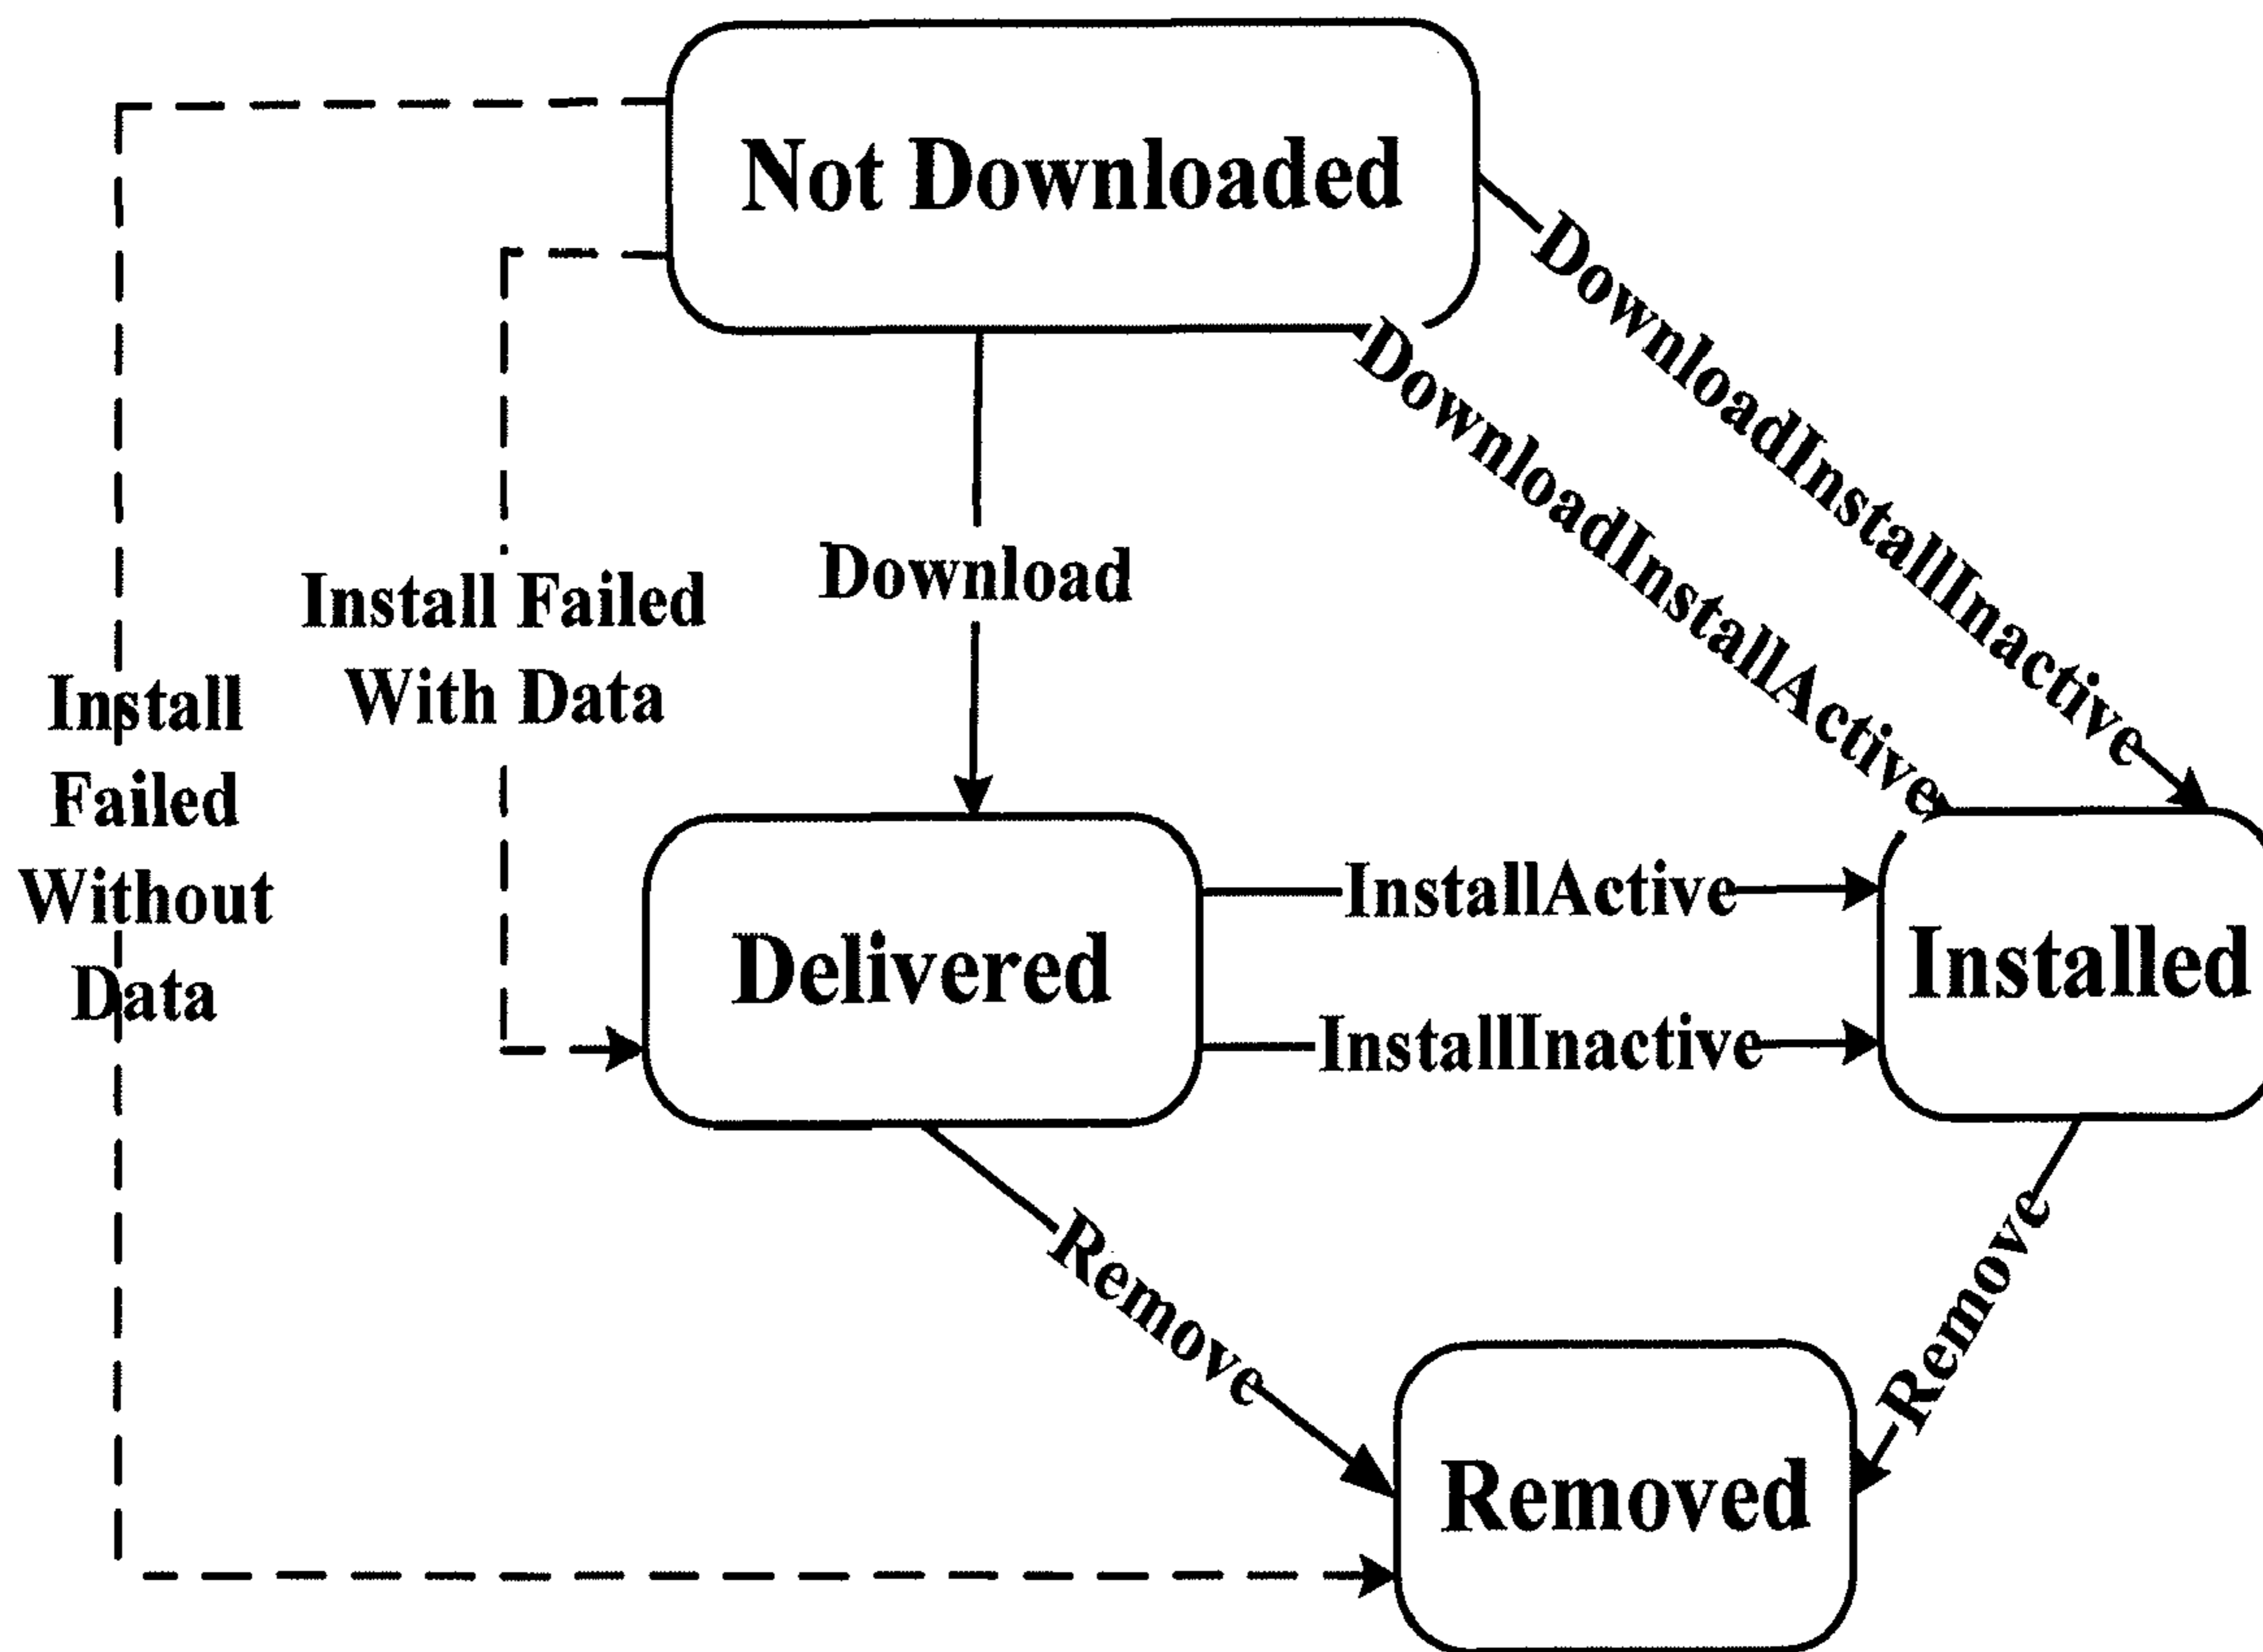 Not Downloaded
DownloadInstallInactive
DownloadInstallActive
Download
Install Failed
With Data
Install
Failed
Without
Data
Delivered
InstallActive
InstallInactive
Installed
Remove
Remove
Removed